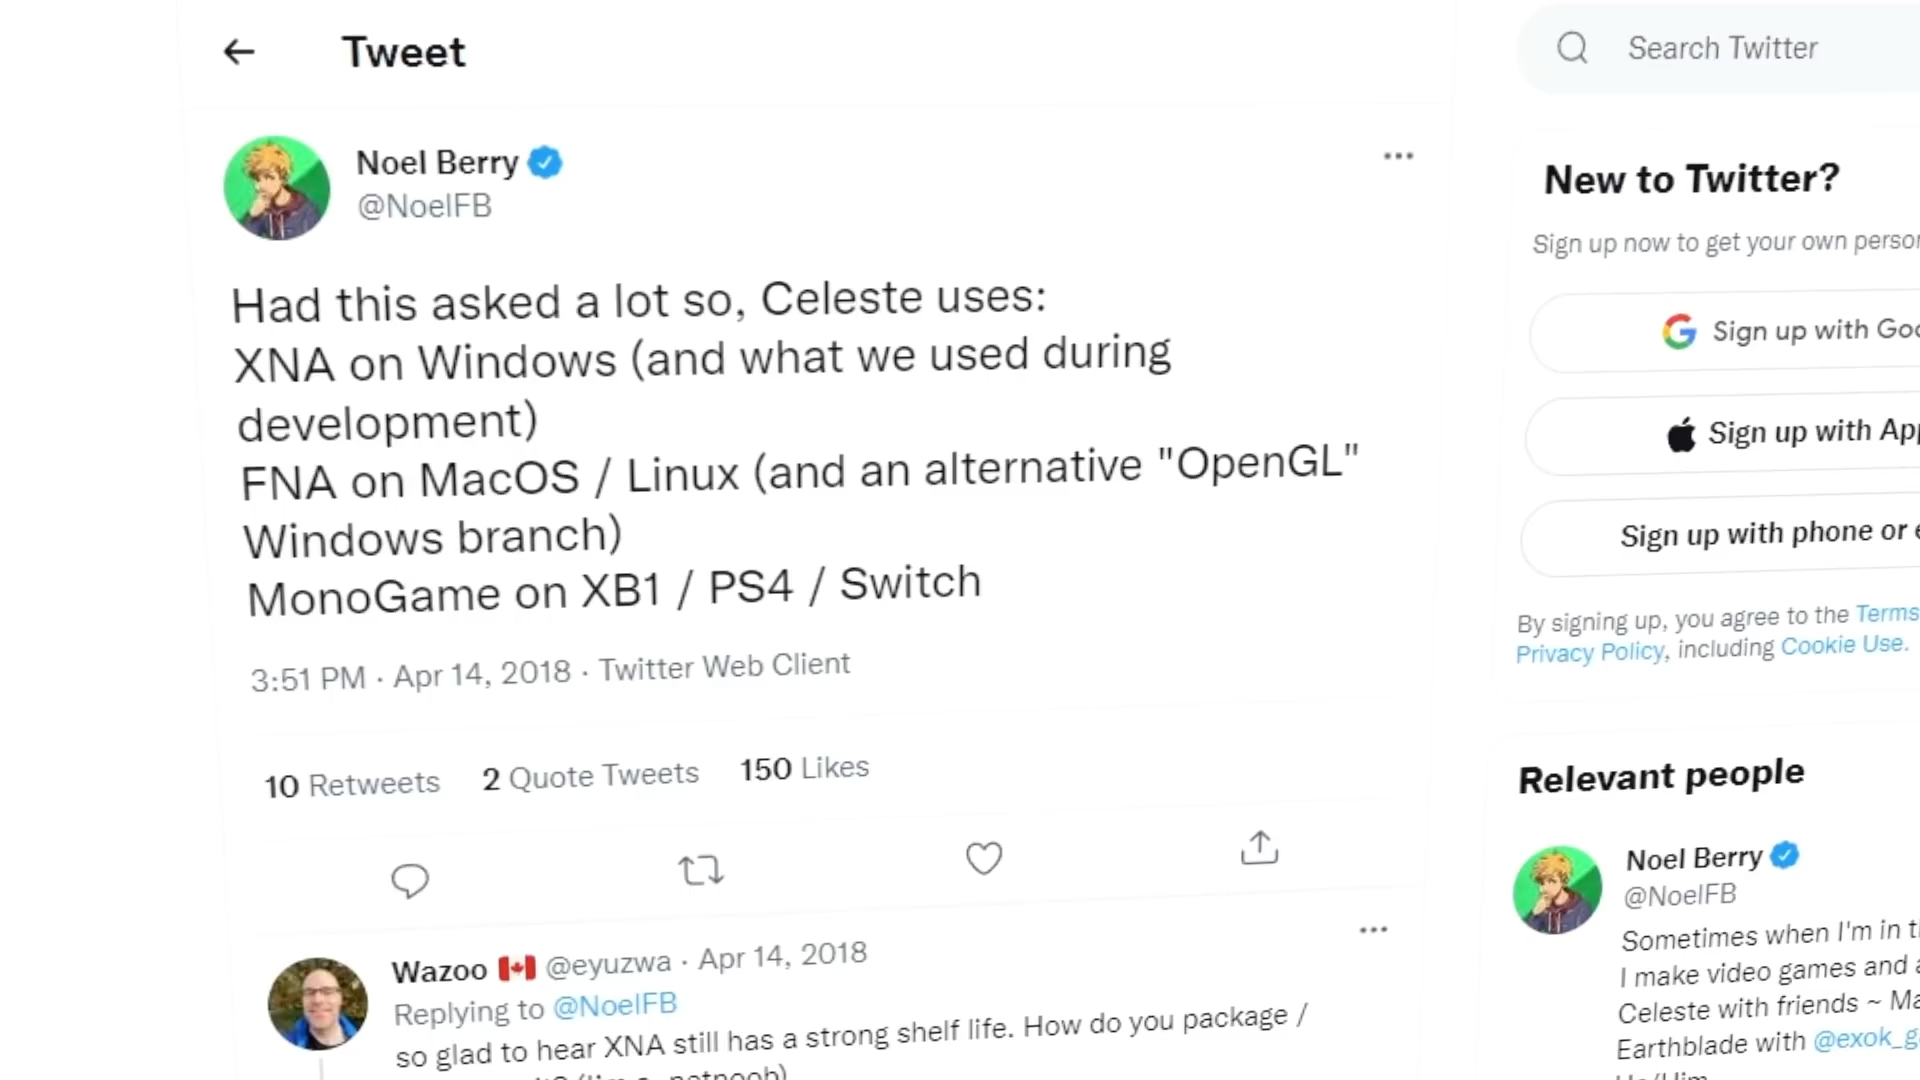 Tweet
Noel Berry
@NoelFB
Had this asked a lot so, Celeste uses:
XNA on Windows (and what we used during
development)
FNA on MacOS / Linux (and an alternative "OpenGL"
Windows branch)
MonoGame on XB1 / PS4 / Switch
3:51 PM · Apr 14, 2018 · Twitter Web Client
10 Retweets 2 Quote Tweets 150 Likes
Wazoo @eyuzwa · Apr 14, 2018
Replying to @NoelFB
so glad to hear XNA still has a strong shelf life. How do you package /
Search Twitter
New to Twitter?
Sign up now to get your own
Sign up with
Sign up with
Sign up with phone or
By signing up, you agree to the Terms
Privacy Policy, including Cookie Use.
Relevant people
Noel Berry
@NoelFB
Sometimes when I'm in
I make video games and
Celeste with friends ~
Earthblade with